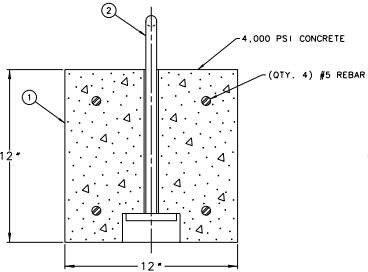 2
4,000 PSI CONCRETE
(QTY. 4) #5 REBAR
1
12"
12"